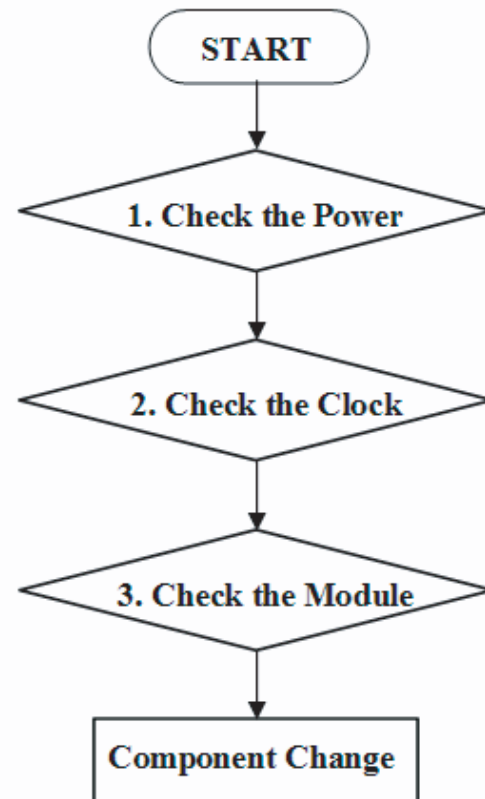 START
1. Check the Power
2. Check the Clock
3. Check the Module
Component Change